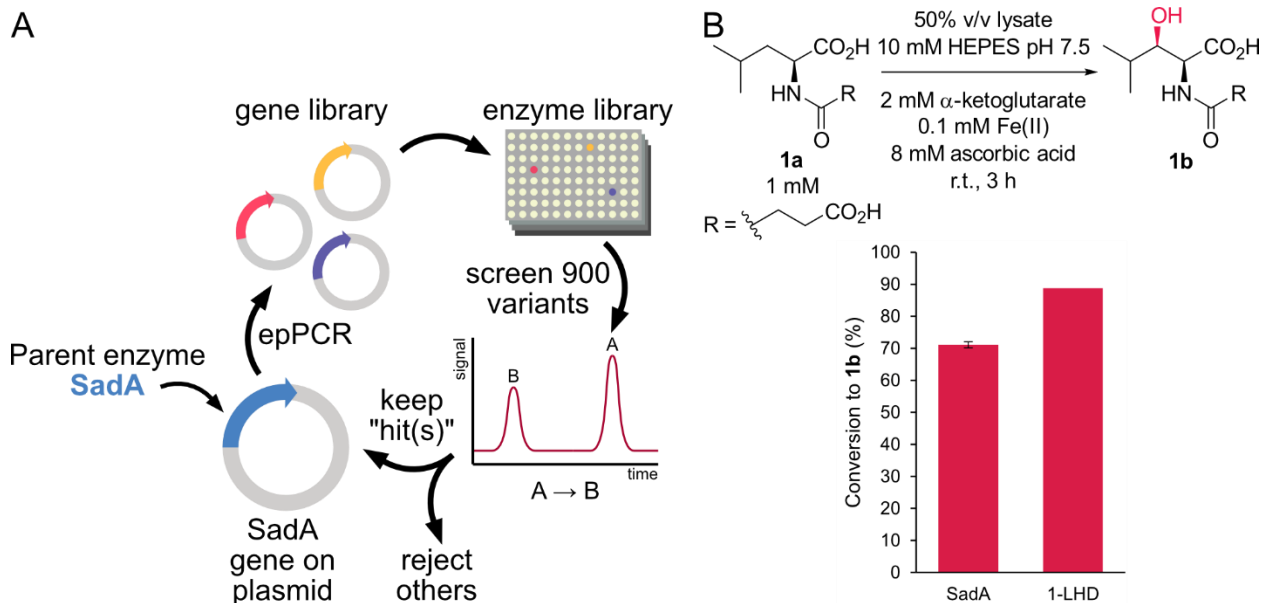 A
gene library
enzyme library
epPCR
screen 900
variants
Parent enzyme
SadA
keep
"hit(s)"
signal
B
A
time
A → B
SadA
gene on
plasmid
reject
others
B
CO₂H
HN
R
O
1a
1 mM
R =
CO₂H
50% v/v lysate
10 mM HEPES pH 7.5
2 mM α-ketoglutarate
0.1 mM Fe(II)
8 mM ascorbic acid
r.t., 3 h
OH
CO₂H
HN
R
O
1b
Conversion to 1b (%)
100
90
80
70
60
50
40
30
20
10
0
SadA
1-LHD